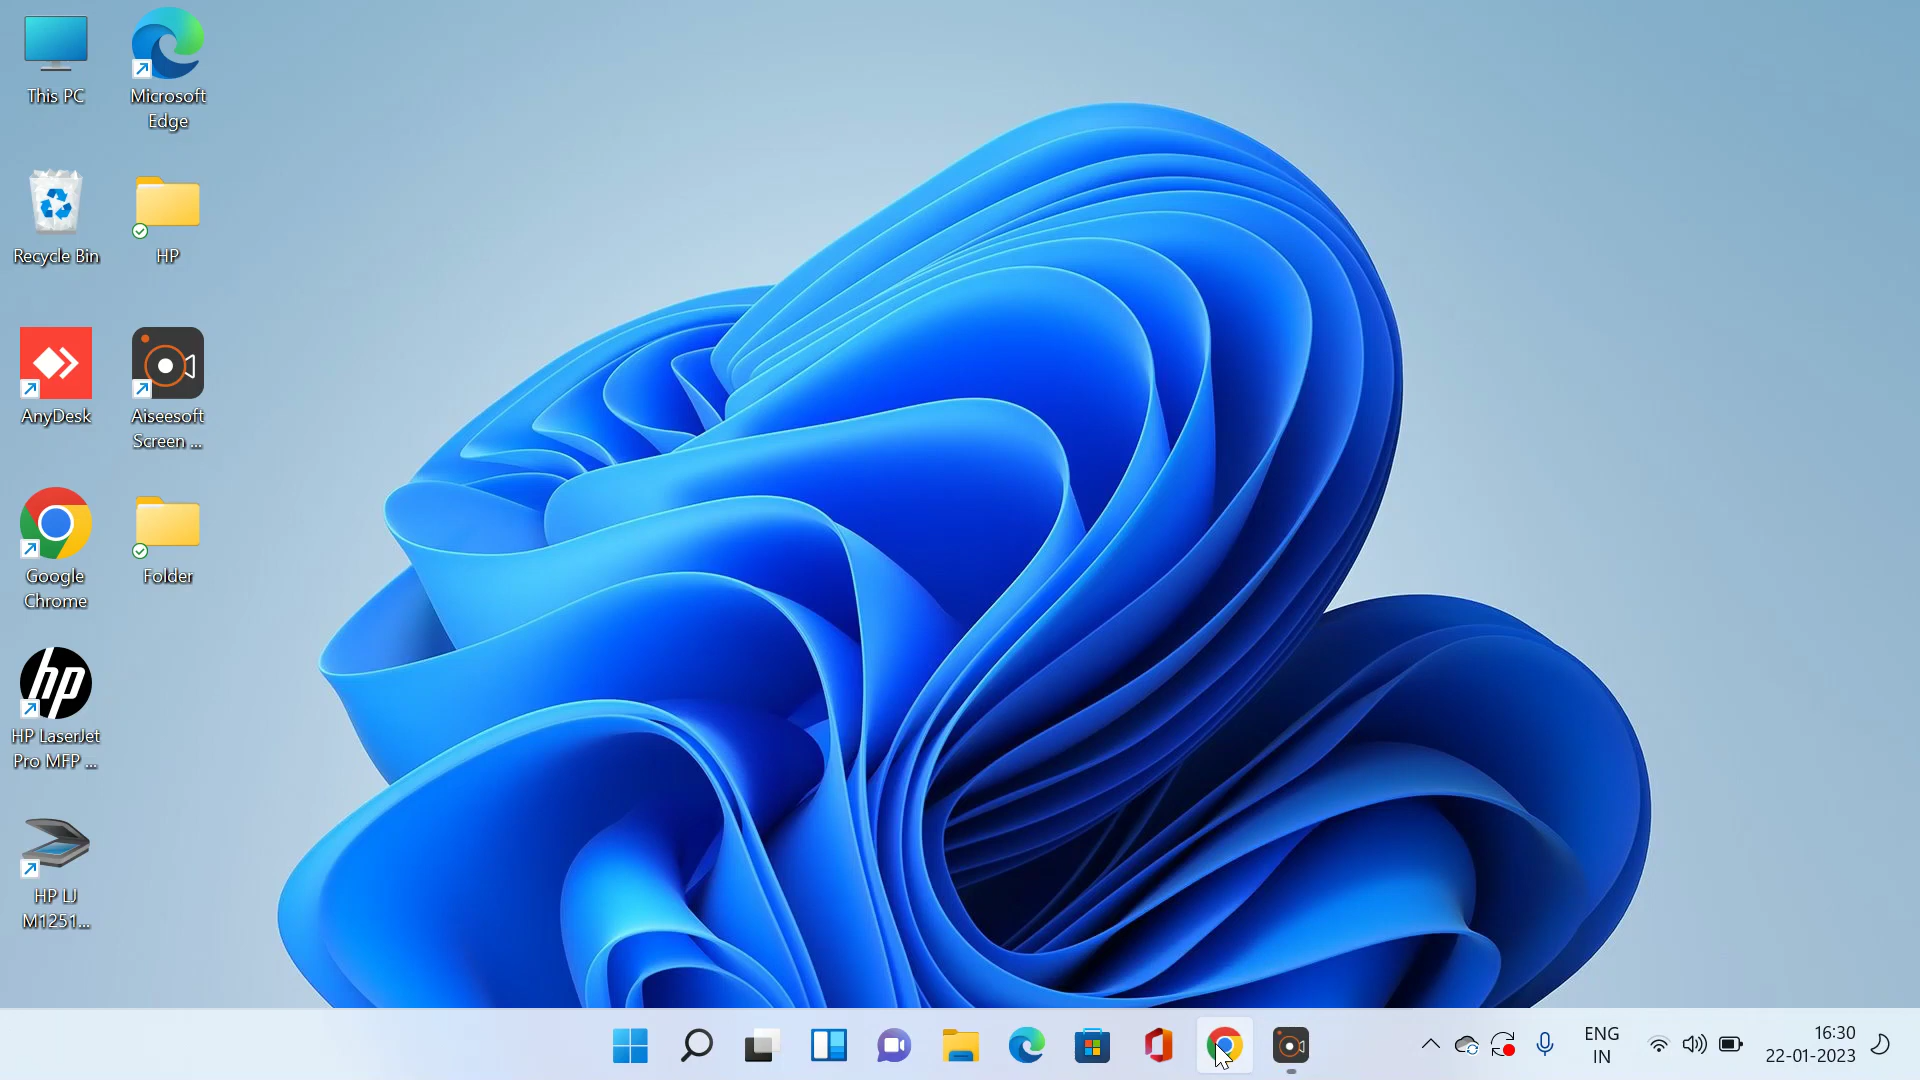 This PC
Microsoft
Edge
Recycle Bin
HP
AnyDesk
Aiseesoft
Screen ...
Google
Chrome
Folder
hp
HP LaserJet
Pro MFP ...
HP LJ
M1251...
ENG
IN
16:30
22-01-2023